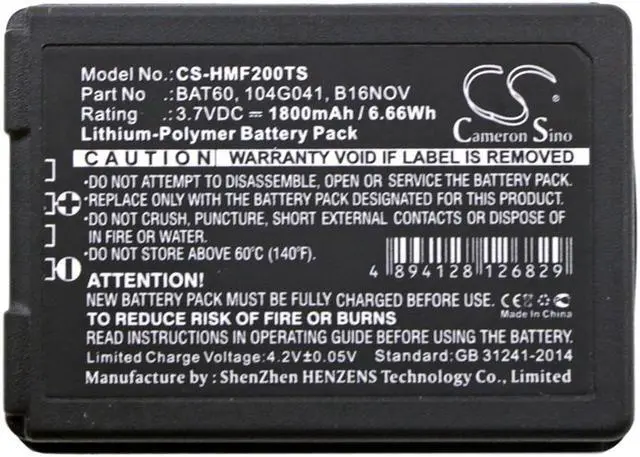 Model No.: CS-HMF200TS
Part No : BAT60, 104G041, B16NOV
Rating : 3.7VDC ⎓ 1800mAh / 6.66Wh
Lithium-Polymer Battery Pack
CS
Cameron Sino
CAUTION: WARRANTY VOID IF LABEL IS REMOVED
·DO NOT ATTEMPT TO DISASSEMBLE, OPEN OR SERVICE THE BATTERY PACK.
·REPLACE ONLY WITH THE BATTERY PACK DESIGNATED FOR THIS PRODUCT.
·DO NOT CRUSH, PUNCTURE, SHORT EXTERNAL CONTACTS OR DISPOSE OF
IN FIRE OR WATER.
·DO NOT STORE ABOVE 60℃ (140℉).
4 894128 126829
ATTENTION!
NEW BATTERY PACK MUST BE FULLY CHARGED BEFORE USE.
CE
Made In China
TO REDUCE RISK OF FIRE OR BURNS
READ INSTRUCTIONS ON OPERATING GUIDE BEFORE USING BATTERY PACK.
Limited Charge Voltage:4.2V±0.05V Standard:GB 31241-2014
Manufacturer : ShenZhen HENZENS Technology Co., Limited